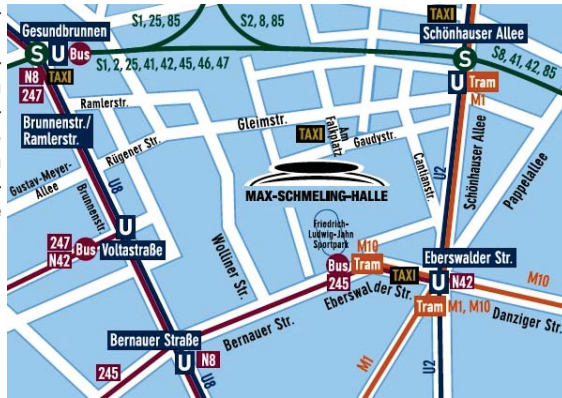 S1, 25, 85
S2, 8, 85
TAXI
Gesundbrunnen
Schönhauser Allee
S
U
Bus
S1, 2, 25, 41, 42, 45, 46, 47
S
S8, 41, 42, 85
N8
TAXI
247
U
Tram
M1
Ramlerstr.
Brunnenstr./
Ramlerstr.
Gleimstr.
TAXI
Am
Falkplatz
Gaudystr.
Rügener Str.
U8
U2
Schönhauser Allee
Cantianstr.
Pappelallee
Gustav-Meyer-
Allee
Brunnenstr.
MAX-SCHMELING-HALLE
U
247
Bus
N42
Voltastraße
Wolliner Str.
Friedrich-
Ludwig-Jahn
Sportpark
M10
Bus
Tram
245
TAXI
Eberswalder Str.
U
N42
M10
Eberswalder Str.
Tram
M1, M10
Danziger Str.
Bernauer Straße
Bernauer Str.
U
N8
U8
245
M1
U2